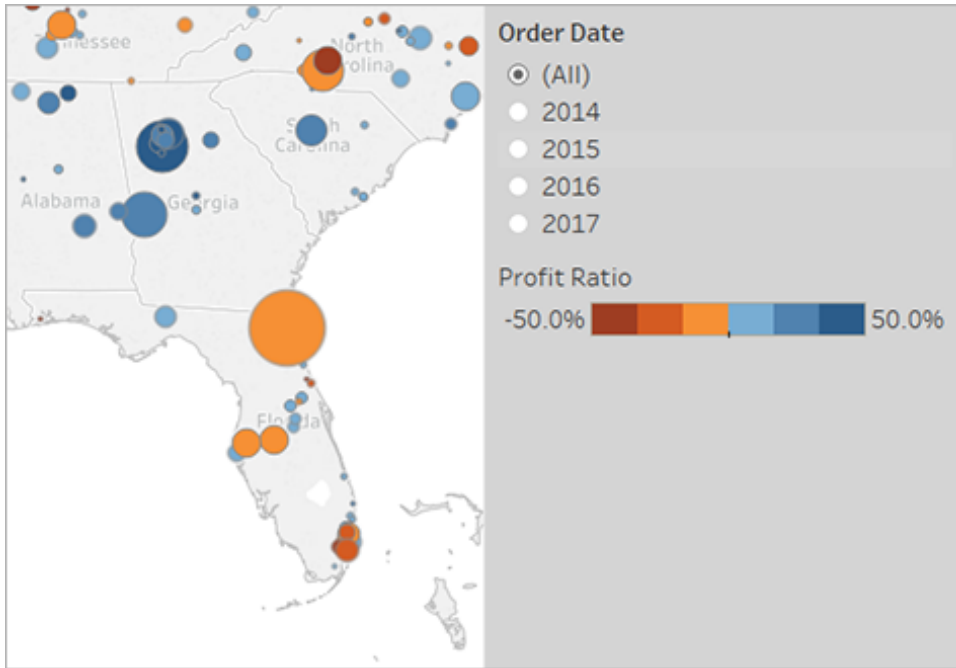 Tennessee
North
Carolina
South
Carolina
Alabama
Georgia
Florida
Order Date
(All)
2014
2015
2016
2017
Profit Ratio
-50.0%
50.0%